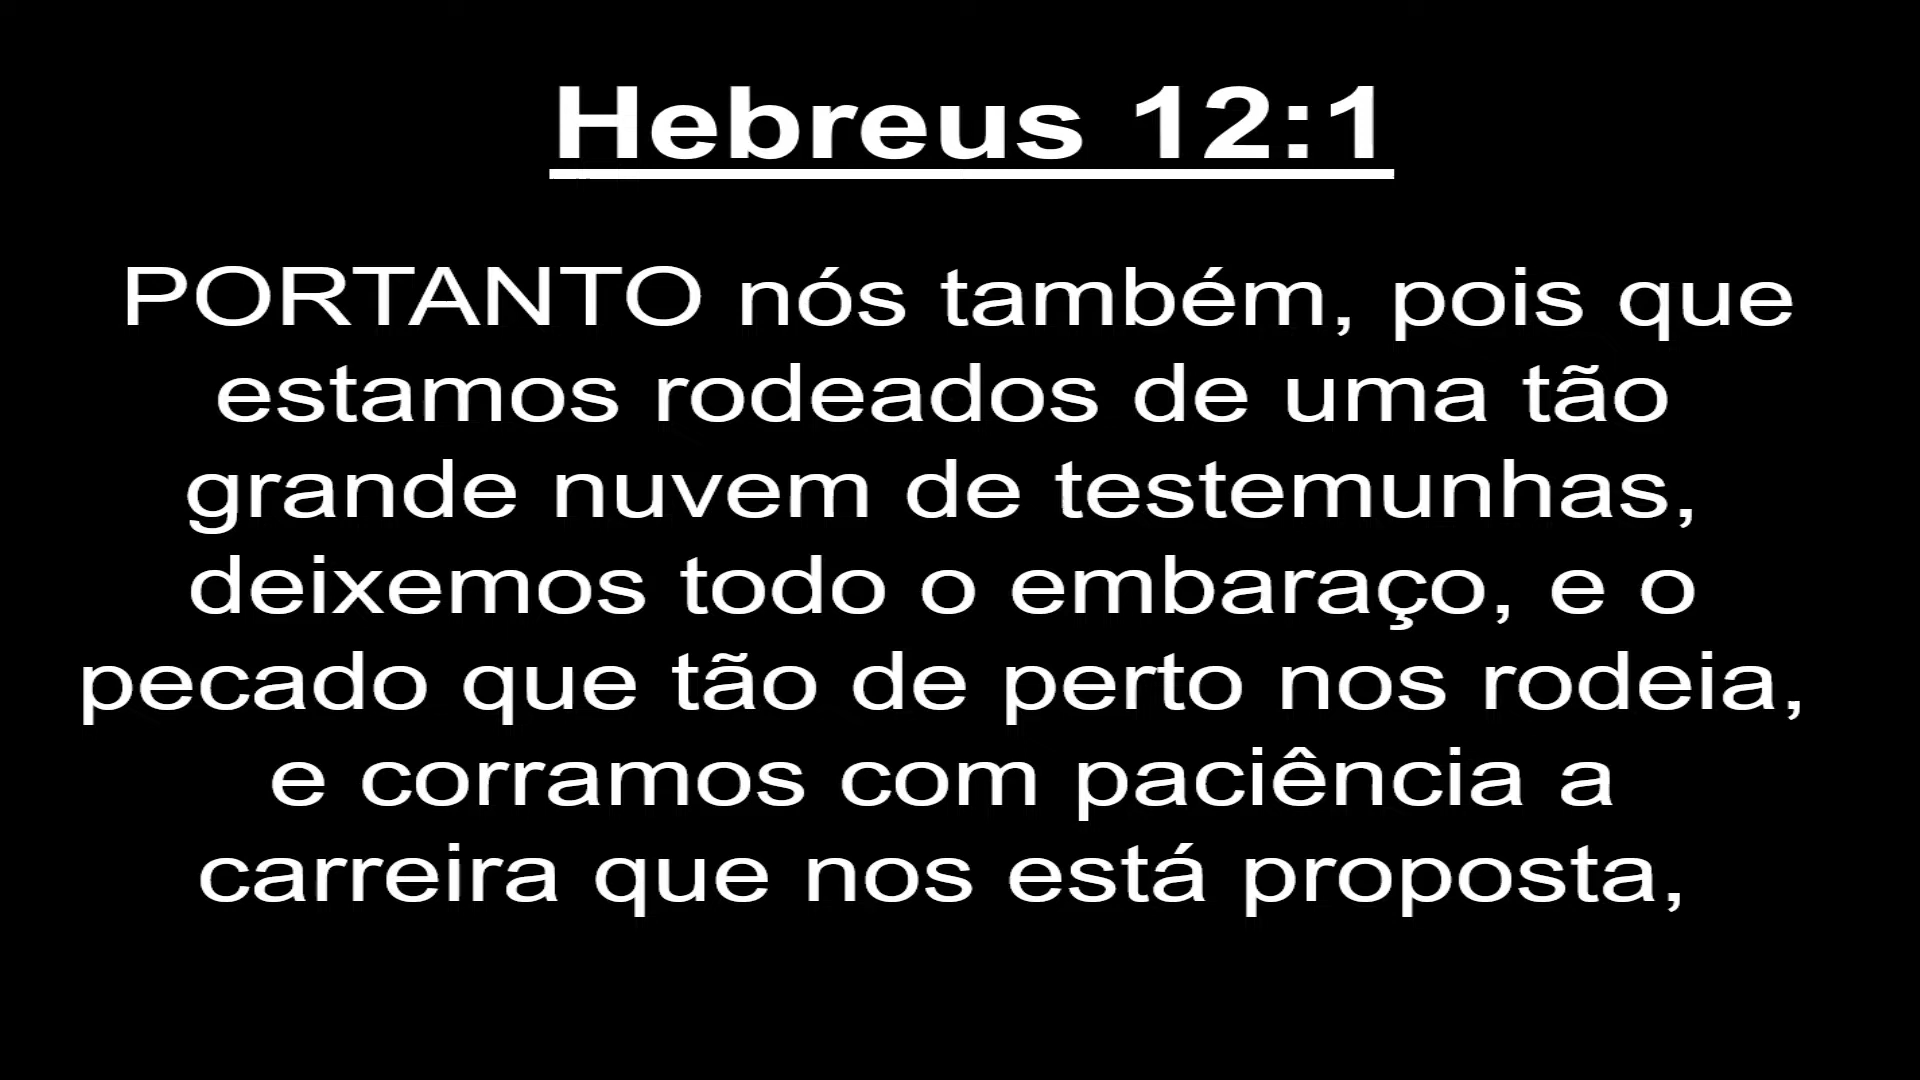 Hebreus 12:1
PORTANTO nós também, pois que
estamos rodeados de uma tão
grande nuvem de testemunhas,
deixemos todo o embaraço, e o
pecado que tão de perto nos rodeia,
e corramos com paciência a
carreira que nos está proposta,